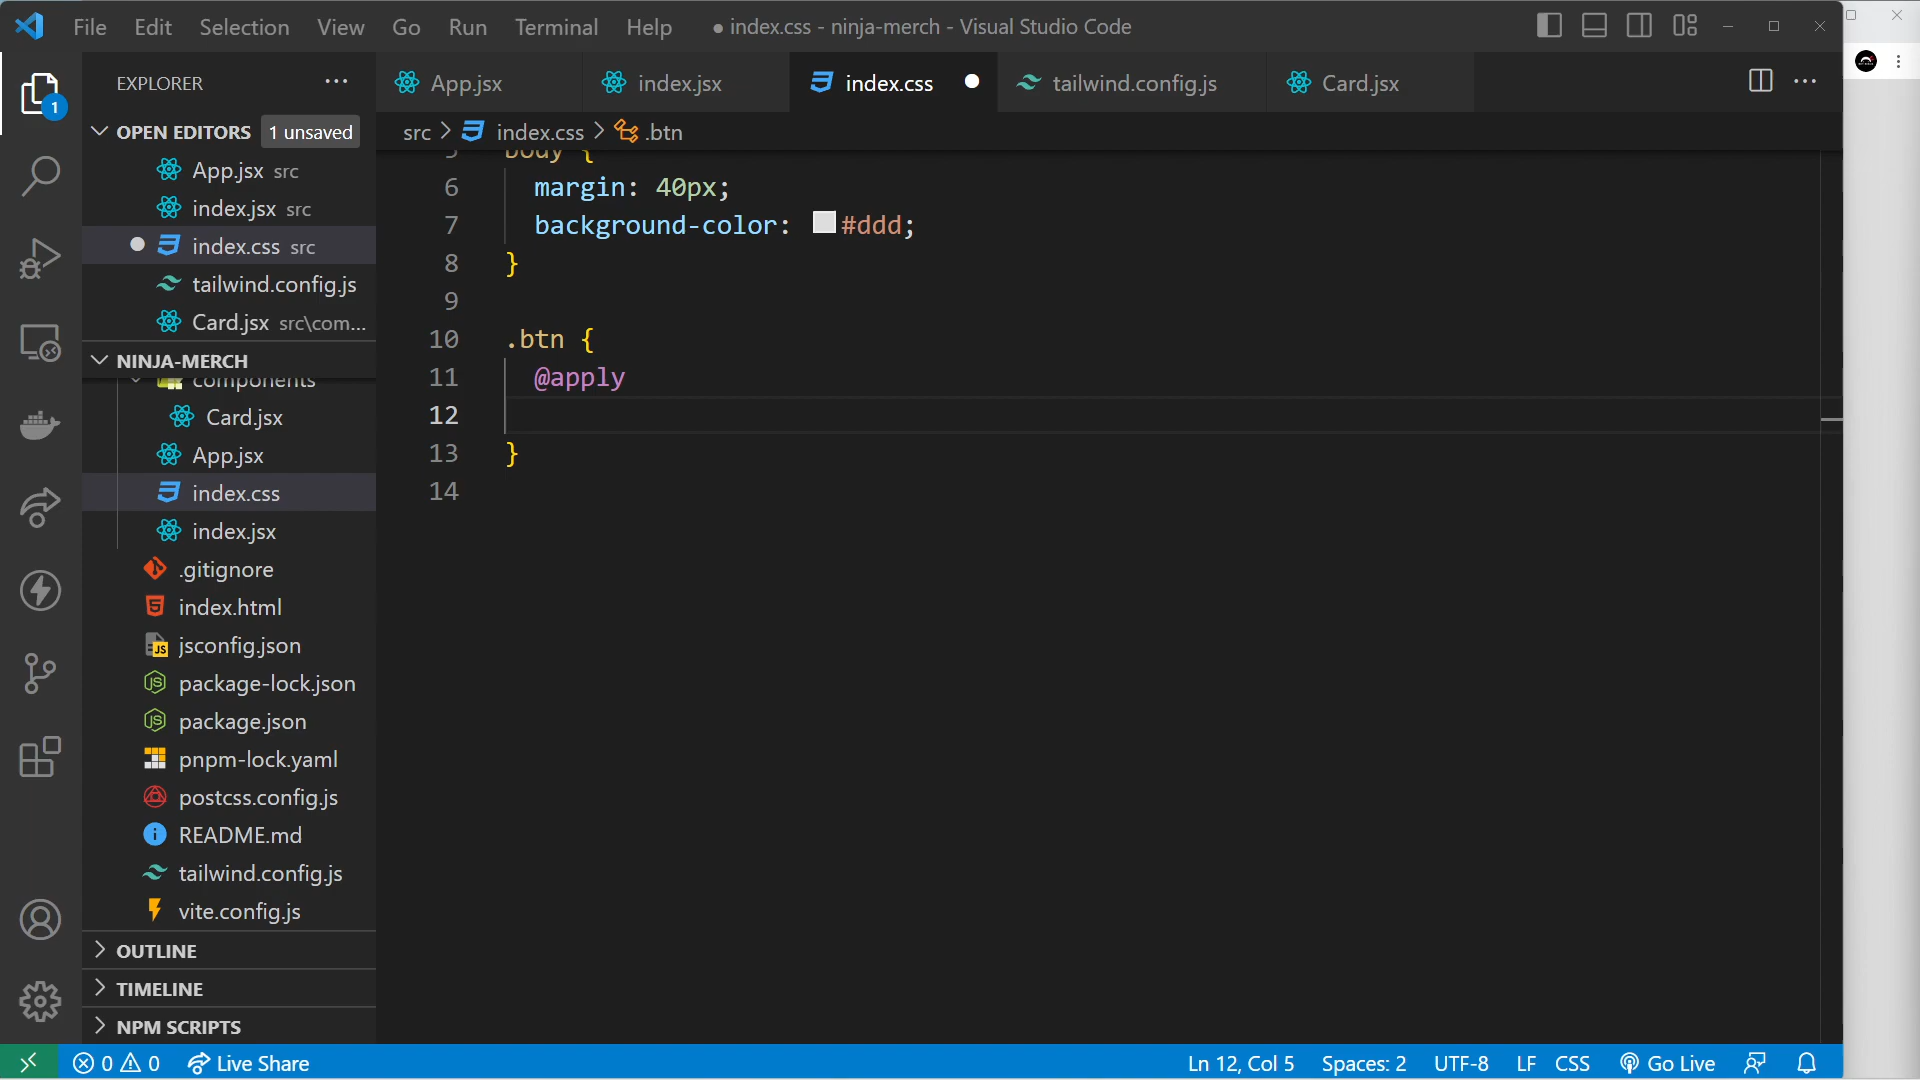 File Edit Selection View Go Run Terminal Help ● index.css - ninja-merch - Visual Studio Code
EXPLORER
App.jsx index.jsx index.css tailwind.config.js Card.jsx
src index.css .btn
1
OPEN EDITORS 1 unsaved
App.jsx src
index.jsx src
index.css src
tailwind.config.js
Card.jsx src\com...
NINJA-MERCH
components
Card.jsx
App.jsx
index.css
index.jsx
.gitignore
index.html
jsconfig.json
package-lock.json
package.json
pnpm-lock.yaml
postcss.config.js
README.md
tailwind.config.js
vite.config.js
OUTLINE
TIMELINE
NPM SCRIPTS
5 body {
6 margin: 40px;
7 background-color: #ddd;
8 }
9
10 .btn {
11 @apply
12
13 }
14
0 0 Live Share Ln 12, Col 5 Spaces: 2 UTF-8 LF CSS Go Live